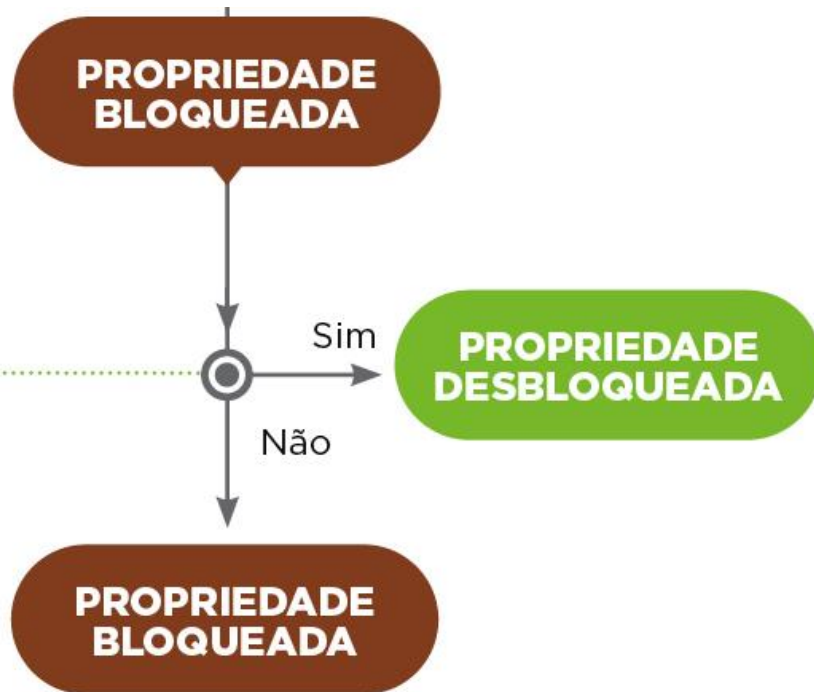 PROPRIEDADE
BLOQUEADA
Sim
PROPRIEDADE
DESBLOQUEADA
Não
PROPRIEDADE
BLOQUEADA